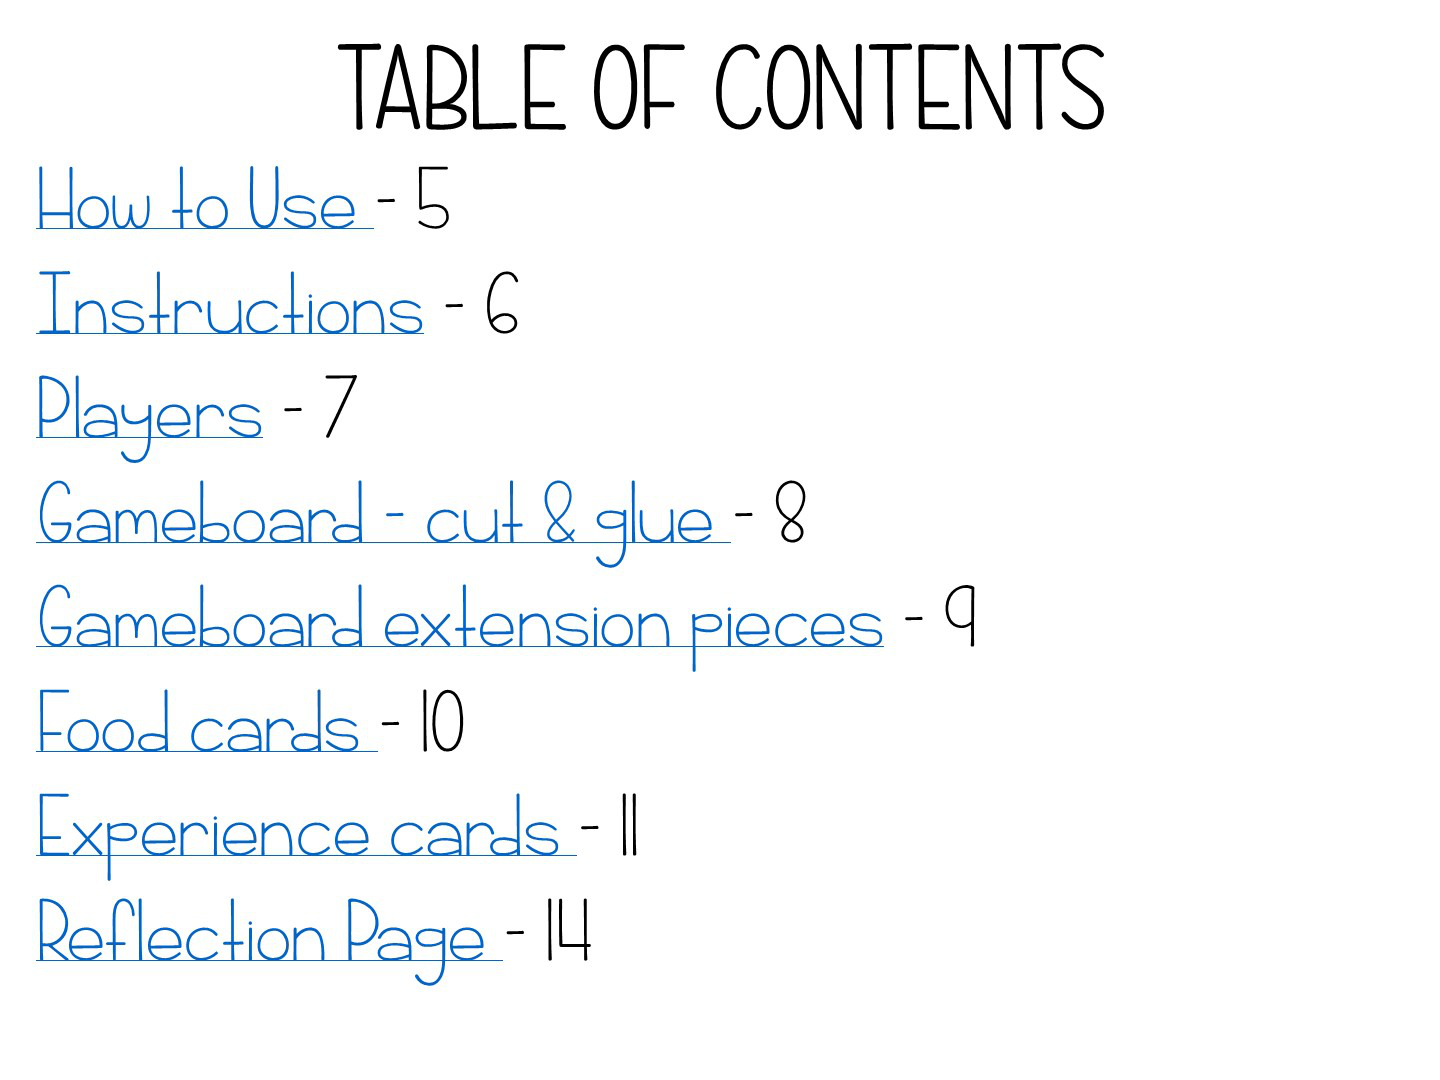 TABLE OF CONTENTS
How to Use - 5
Instructions - 6
Players - 7
Gameboard - cut & glue - 8
Gameboard extension pieces - 9
Food cards - 10
Experience cards - 11
Reflection Page - 14